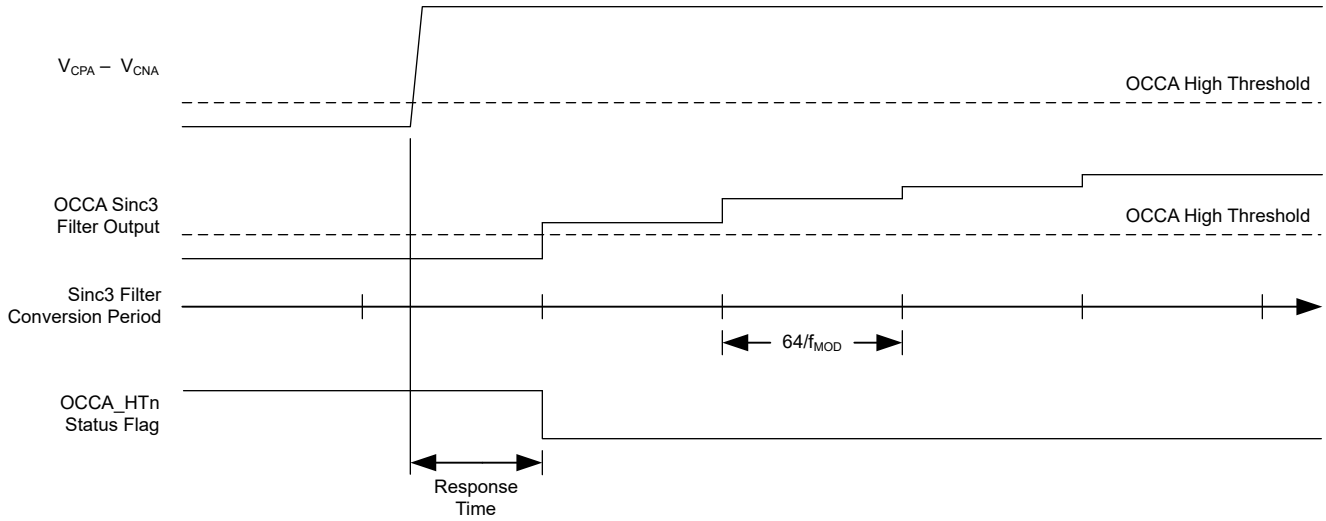 V_CPA – V_CNA
OCCA High Threshold
OCCA Sinc3
Filter Output
OCCA High Threshold
Sinc3 Filter
Conversion Period
64/f_MOD
OCCA_HTn
Status Flag
Response
Time